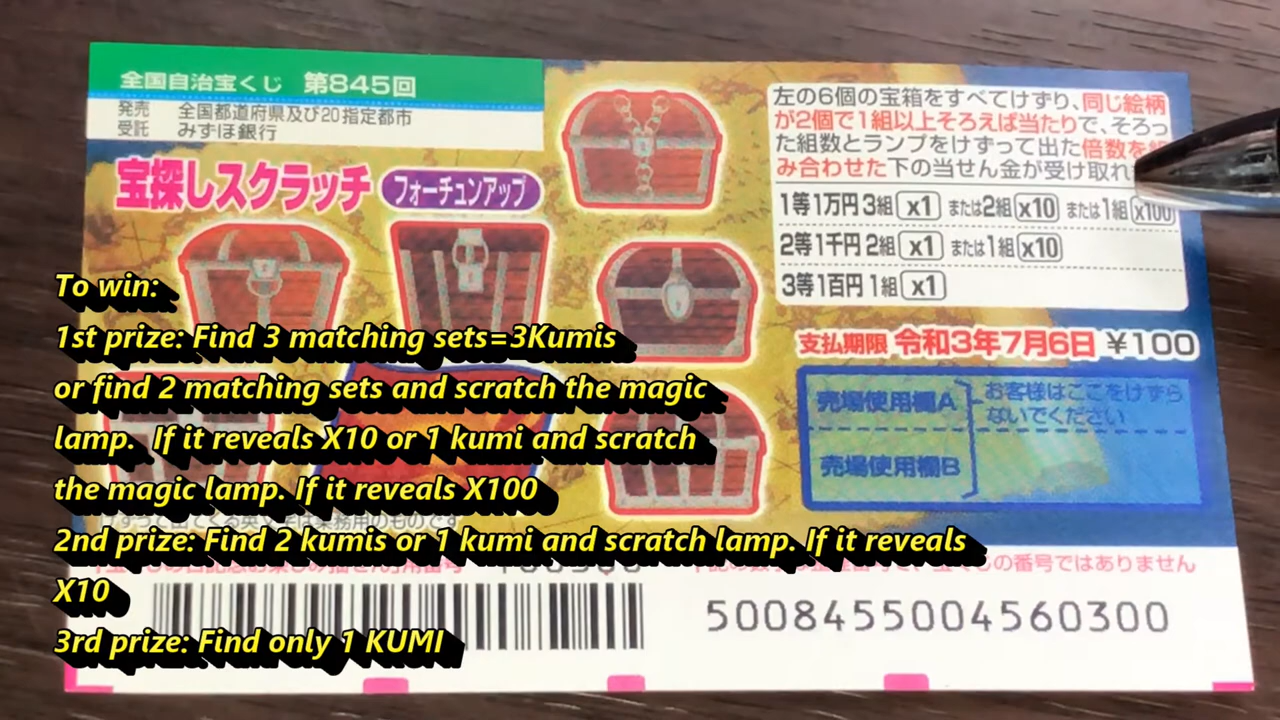 全国自治宝くじ 第845回
発売 全国都道府県及び20指定都市
受託 みずほ銀行
宝探しスクラッチ フォーチュンアップ
左の6個の宝箱をすべてけずり、同じ絵柄
が2個で1組以上そろえば当たりで、そろっ
た組数とランプをけずって出た倍数を組
み合わせた下の当せん金が受け取れ
1等1万円3組 x1 または2組 x10 または1組 x100
2等1千円2組 x1 または1組 x10
3等1百円1組 x1
支払期限 令和3年7月6日 ¥100
売場使用欄A
売場使用欄B
お客様はここをけずら
ないでください
To win:
1st prize: Find 3 matching sets=3Kumis
or find 2 matching sets and scratch the magic
lamp. If it reveals X10 or 1 kumi and scratch
the magic lamp. If it reveals X100
2nd prize: Find 2 kumis or 1 kumi and scratch lamp. If it reveals
X10
3rd prize: Find only 1 KUMI
の番号ではありません
5008455004560300